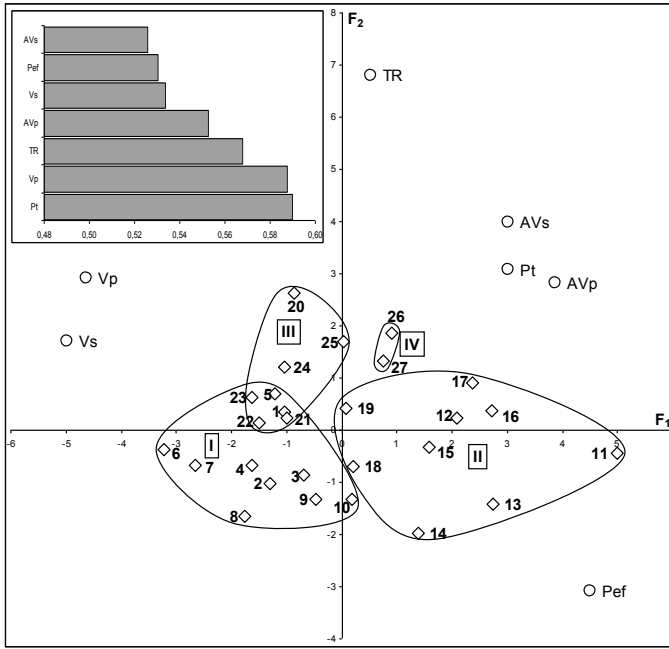 F2
8
7
6
5
4
3
2
1
0
-1
-2
-3
-4
-6 -5 -4 -3 -2 -1 0 1 2 3 4 5
F1
AVs
Pef
Vs
AVp
TR
Vp
Pt
0,48 0,50 0,52 0,54 0,56 0,58 0,60
TR
AVs
Pt
AVp
Vp
Vs
20
III
24
25
26
IV
27
23
5
1
22
21
19
17
12
16
I
6
7
4
2
3
8
9
10
18
15
II
11
13
14
Pef